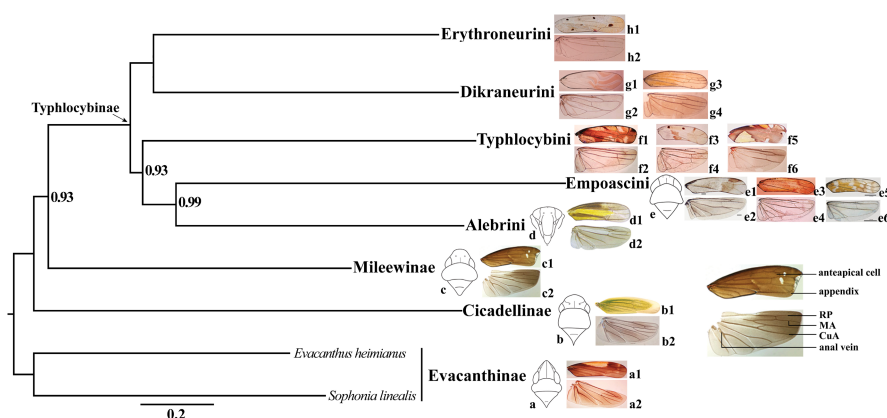 Erythroneurini
h1
h2
Dikraneurini
g1
g3
g2
g4
Typhlocybinae
Typhlocybini
f1
f3
f5
f2
f4
f6
0.93
Empoascini
e
e1
e3
e5
e2
e4
e6
0.99
0.93
Alebrini
d
d1
d2
Mileewinae
c
c1
c2
anteapical cell
appendix
Cicadellinae
b
b1
b2
RP
MA
CuA
anal vein
Evacanthus heimianus
Evacanthinae
a
a1
a2
Sophonia linealis
0.2